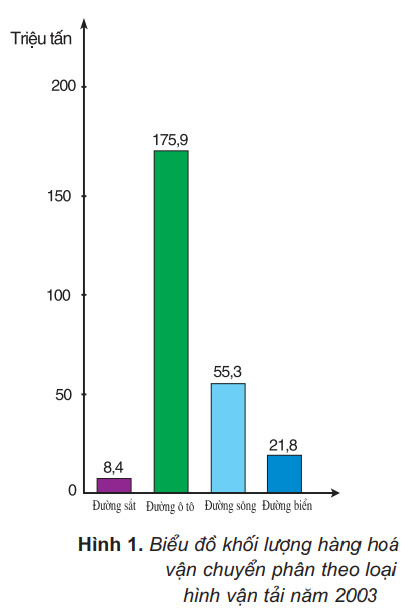 Triệu tấn
200
175,9
150
100
55,3
50
21,8
8,4
0
Đường sắt Đường ô tô Đường sông Đường biển
Hình 1. Biểu đồ khối lượng hàng hoá
vận chuyển phân theo loại
hình vận tải năm 2003